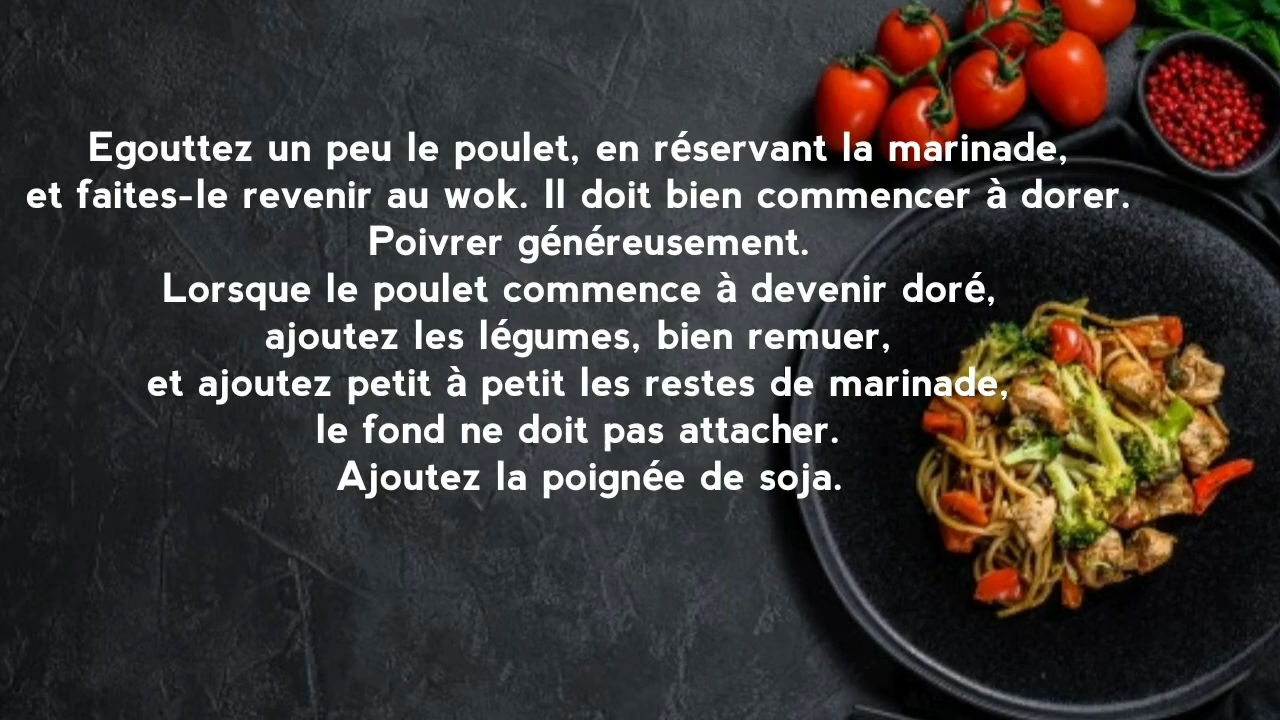 Egouttez un peu le poulet, en réservant la marinade,
et faites-le revenir au wok. Il doit bien commencer à dorer.
Poivrer généreusement.
Lorsque le poulet commence à devenir doré,
ajoutez les légumes, bien remuer,
et ajoutez petit à petit les restes de marinade,
le fond ne doit pas attacher.
Ajoutez la poignée de soja.